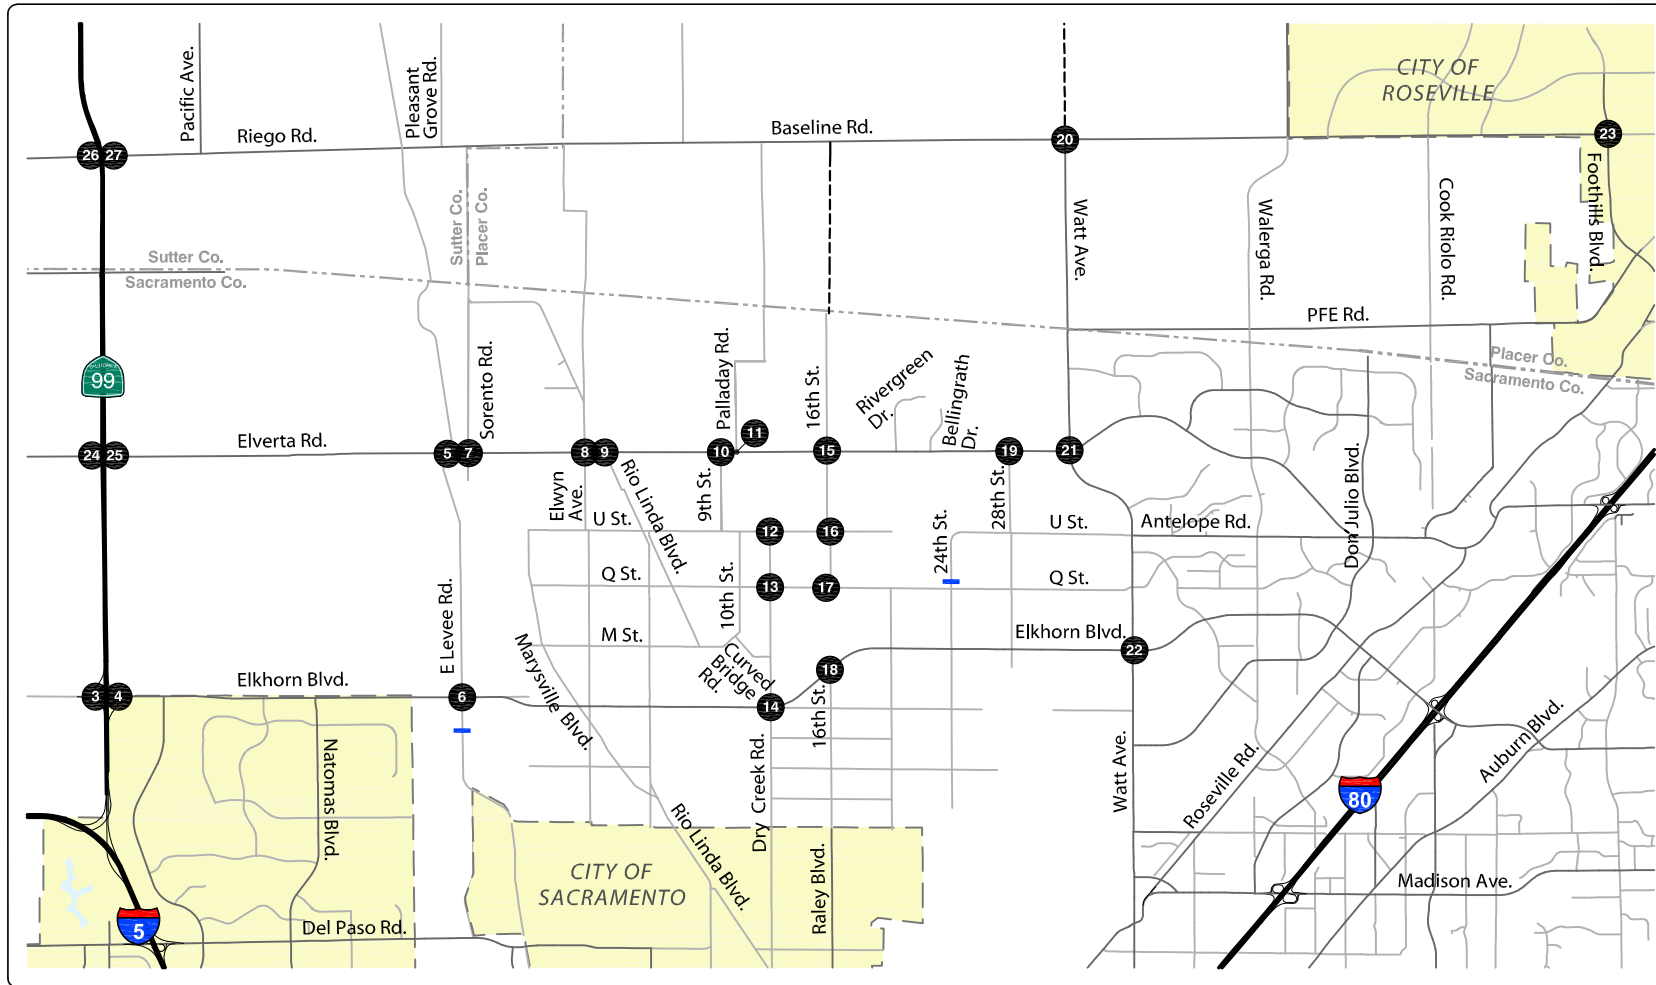 CITY OF
ROSEVILLE
Pacific Ave.
Pleasant
Grove Rd.
Riego Rd.
Baseline Rd.
26
27
20
23
Foothills Blvd.
Sutter Co.
Placer Co.
Watt Ave.
Walerga Rd.
Cook Riolo Rd.
Sutter Co.
Sacramento Co.
PFE Rd.
Placer Co.
Sacramento Co.
CALIFORNIA
99
Sorento Rd.
Palladay Rd.
16th St.
Rivergreen
Dr.
Bellingrath
Dr.
Elverta Rd.
24
25
5
7
8
9
10
11
15
19
21
Elwyn
Ave.
Rio Linda Blvd.
9th St.
28th St.
Don Julio Blvd.
U St.
12
16
24th St.
U St.
Antelope Rd.
Q St.
10th St.
13
17
Q St.
E Levee Rd.
Marysville Blvd.
M St.
Curved
Bridge
Rd.
Elkhorn Blvd.
22
18
Elkhorn Blvd.
3
4
6
14
16th St.
Natomas Blvd.
Dry Creek Rd.
Watt Ave.
Roseville Rd.
Auburn Blvd.
80
Rio Linda Blvd.
CITY OF
SACRAMENTO
Raley Blvd.
Madison Ave.
5
Del Paso Rd.